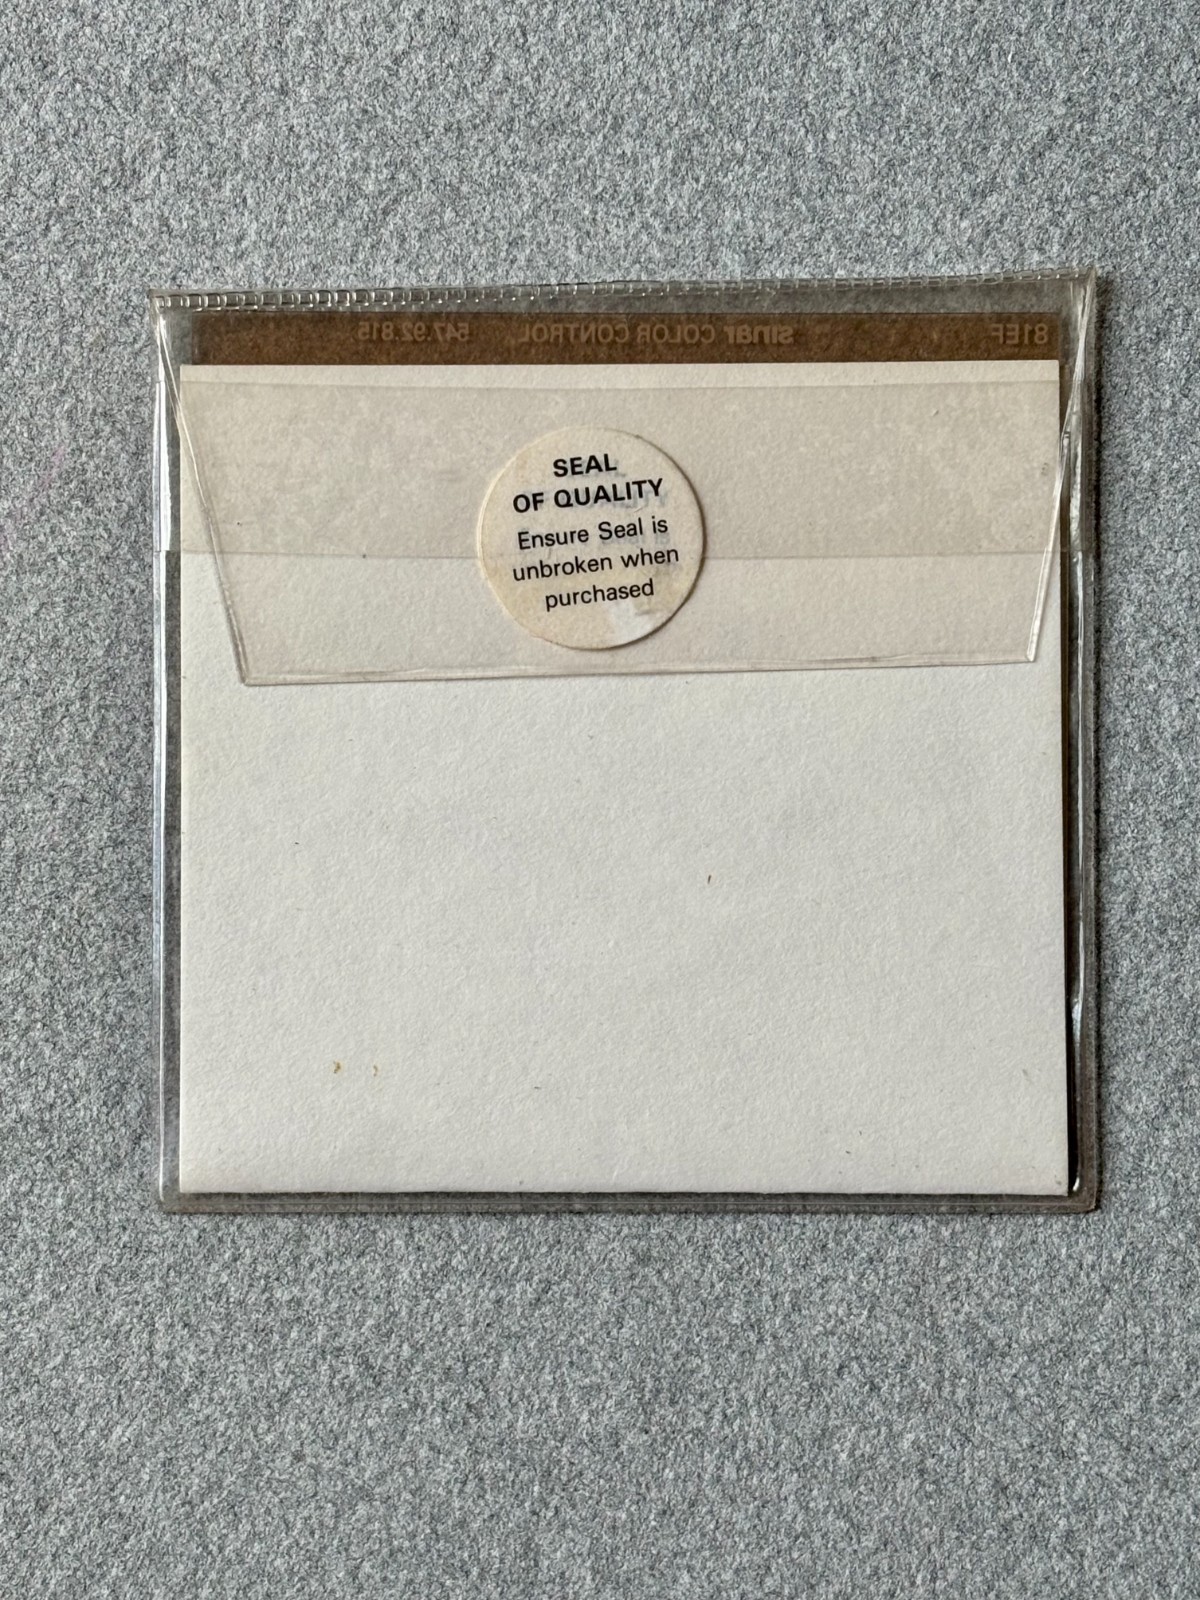 81EF sinar COLOR CONTROL 547.92.815
SEAL
OF QUALITY
Ensure Seal is
unbroken when
purchased